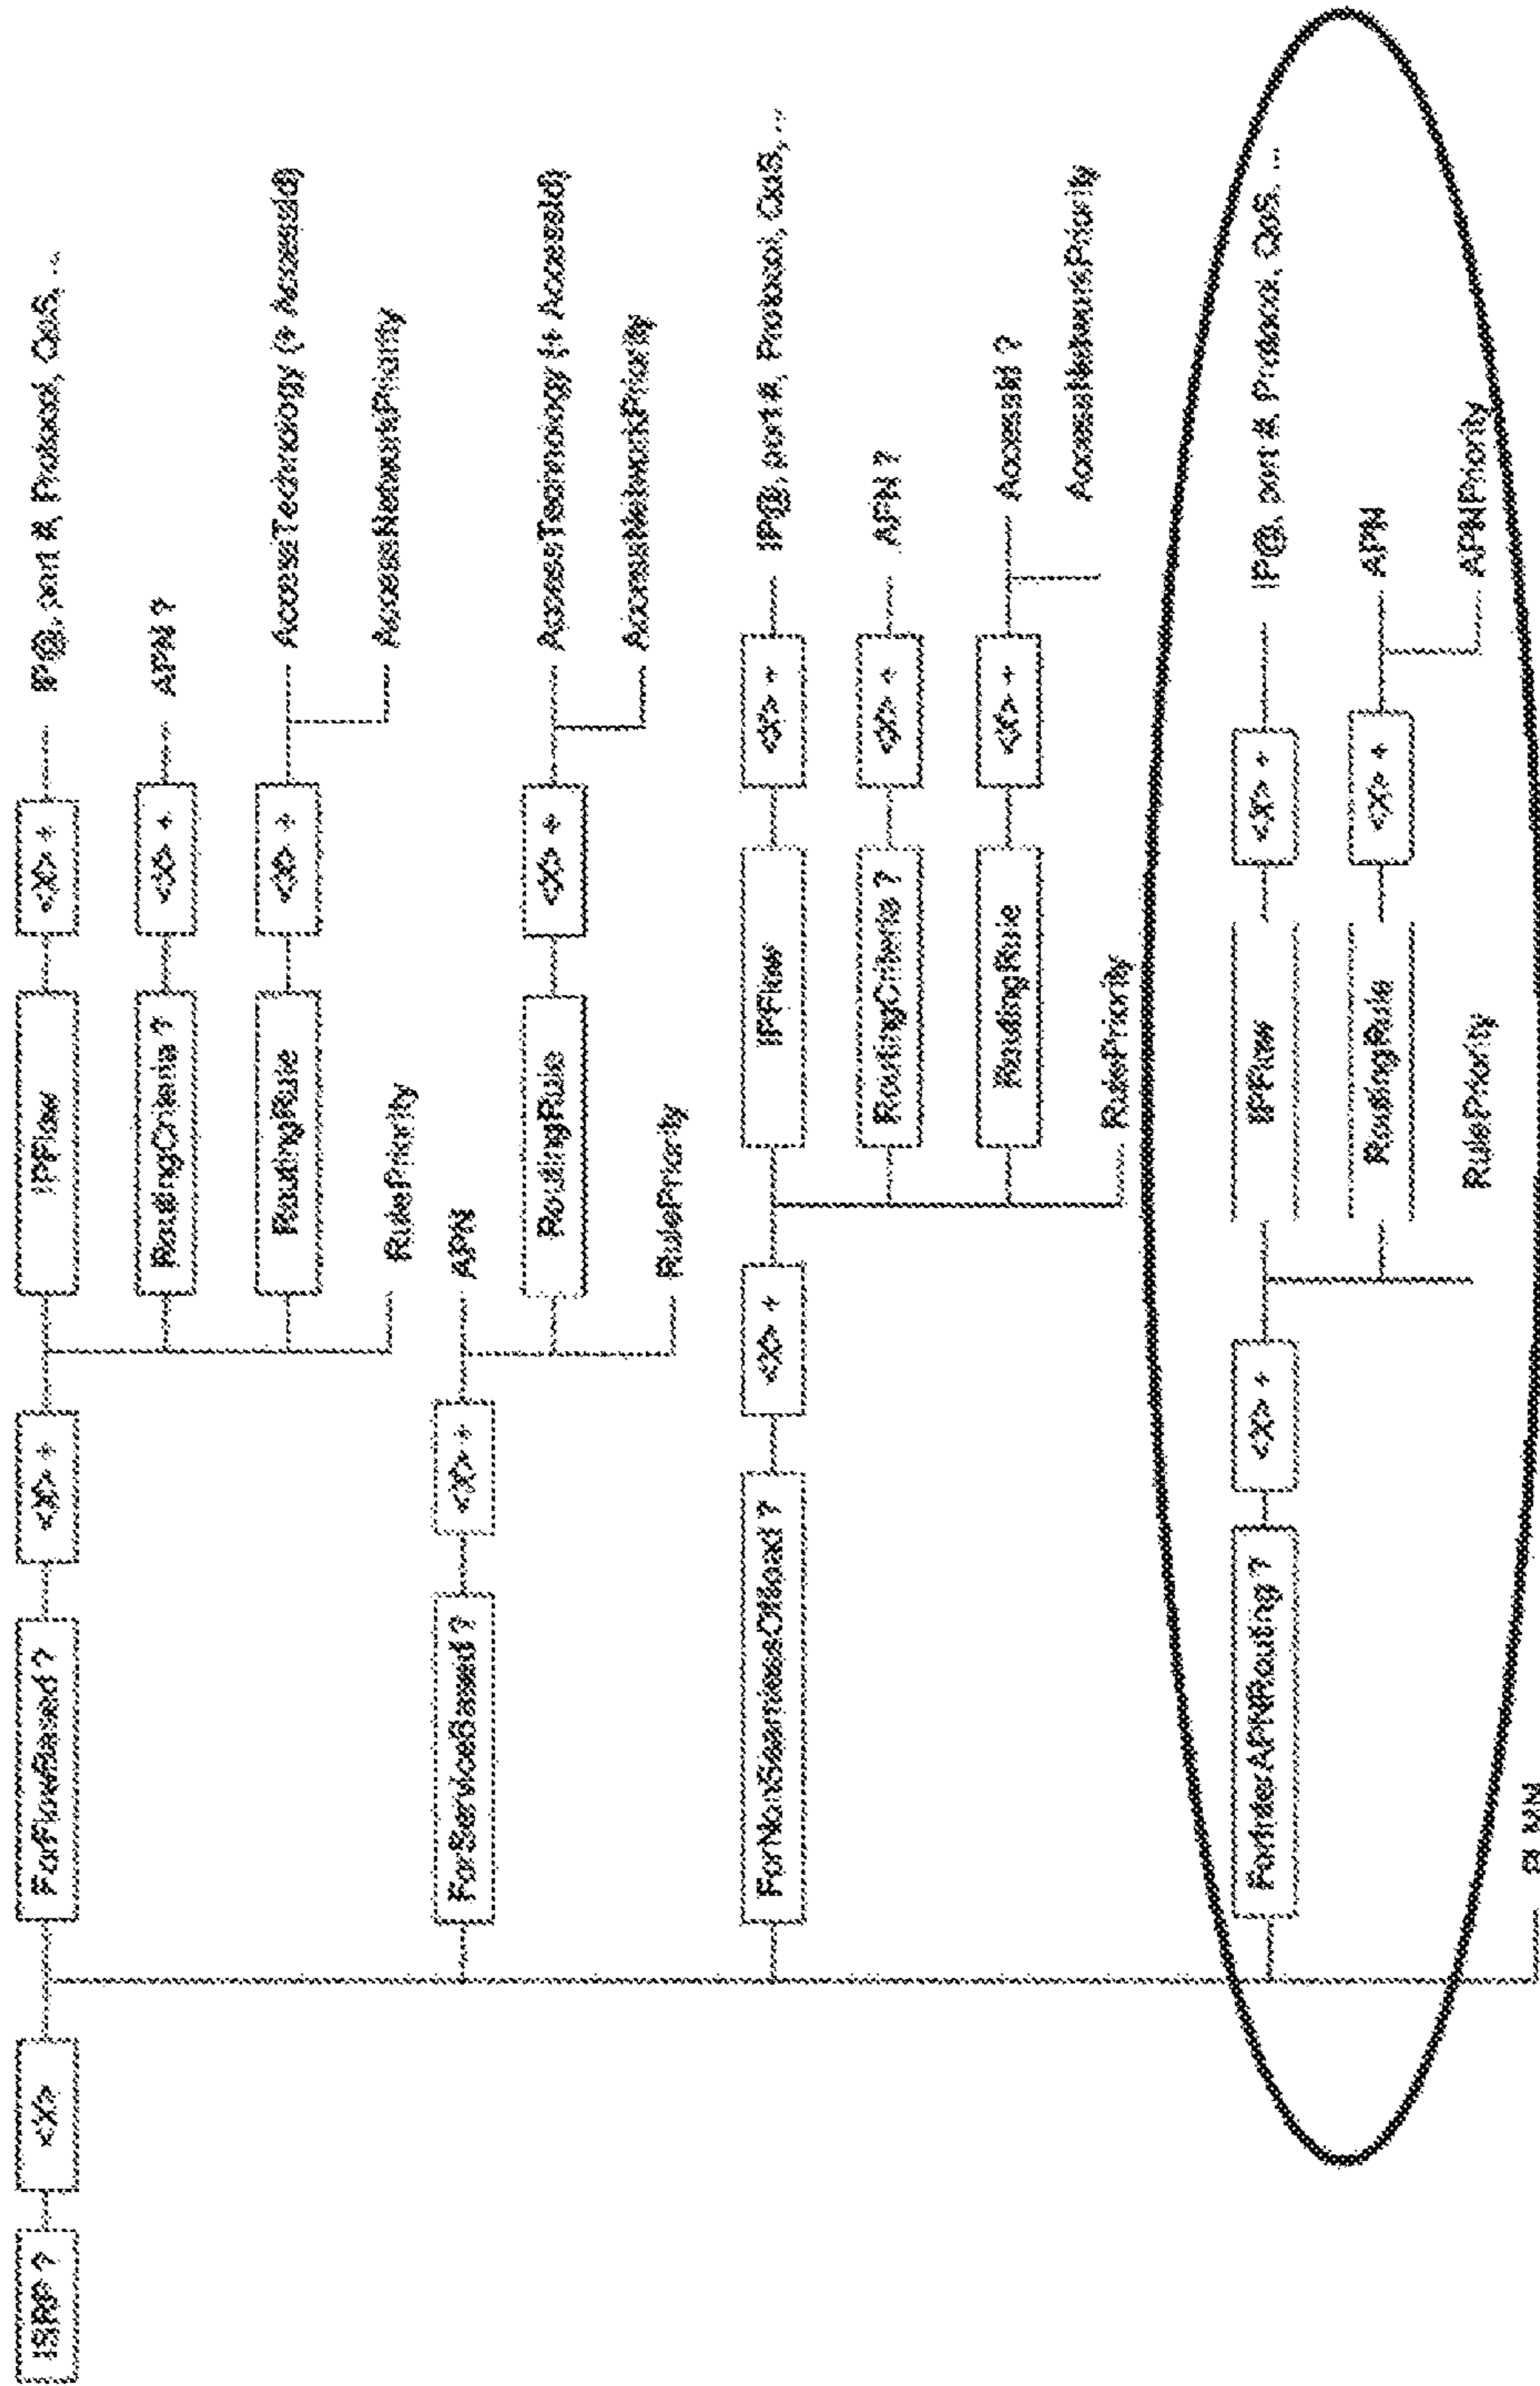 ISRP ? <X> ForFlowBased ? <X> + IPFlow <X> + IP@, port #, Protocol, QoS, ...
RoutingCriteria ? <X> + APN ?
RoutingRule <X> + AccessTechnology (+ AccessId)
RulePriority AccessNetworkPriority
ForServiceBased ? <X> + APN
RoutingRule <X> + AccessTechnology (+ AccessId)
RulePriority AccessNetworkPriority
ForNonSeamlessOffload ? <X> + IPFlow <X> + IP@, port #, Protocol, QoS, ...
RoutingCriteria ? <X> + APN ?
RoutingRule <X> + AccessId ?
RulePriority AccessNetworkPriority
ForInterAPNRouting ? <X> + IPFlow <X> + IP@, port #, Protocol, QoS, ...
RoutingRule <X> + APN
RulePriority APNPriority